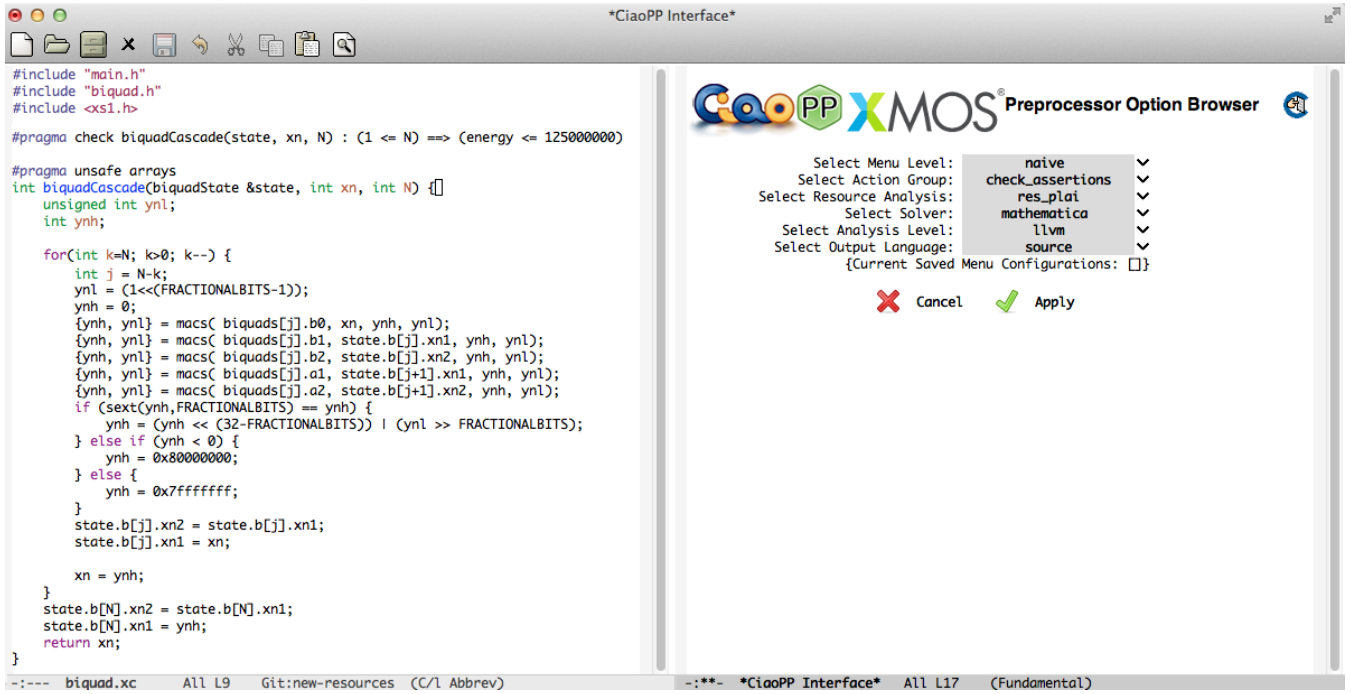 *CiaoPP Interface*
#include "main.h"
#include "biquad.h"
#include <xs1.h>
#pragma check biquadCascade(state, xn, N) : (1 <= N) ==> (energy <= 125000000)
#pragma unsafe arrays
int biquadCascade(biquadState &state, int xn, int N) {
    unsigned int ynl;
    int ynh;
    for(int k=N; k>0; k--) {
        int j = N-k;
        ynl = (1<<(FRACTIONALBITS-1));
        ynh = 0;
        {ynh, ynl} = macs( biquads[j].b0, xn, ynh, ynl);
        {ynh, ynl} = macs( biquads[j].b1, state.b[j].xn1, ynh, ynl);
        {ynh, ynl} = macs( biquads[j].b2, state.b[j].xn2, ynh, ynl);
        {ynh, ynl} = macs( biquads[j].a1, state.b[j+1].xn1, ynh, ynl);
        {ynh, ynl} = macs( biquads[j].a2, state.b[j+1].xn2, ynh, ynl);
        if (sext(ynh,FRACTIONALBITS) == ynh) {
            ynh = (ynh << (32-FRACTIONALBITS)) | (ynl >> FRACTIONALBITS);
        } else if (ynh < 0) {
            ynh = 0x80000000;
        } else {
            ynh = 0x7fffffff;
        }
        state.b[j].xn2 = state.b[j].xn1;
        state.b[j].xn1 = xn;
        xn = ynh;
    }
    state.b[N].xn2 = state.b[N].xn1;
    state.b[N].xn1 = ynh;
    return xn;
}
-:--- biquad.xc All L9 Git:new-resources (C/l Abbrev)
Ciao PP XMOS® Preprocessor Option Browser
Select Menu Level: naive
Select Action Group: check_assertions
Select Resource Analysis: res_plai
Select Solver: mathematica
Select Analysis Level: llvm
Select Output Language: source
{Current Saved Menu Configurations: []}
Cancel Apply
-:**- *CiaoPP Interface* All L17 (Fundamental)